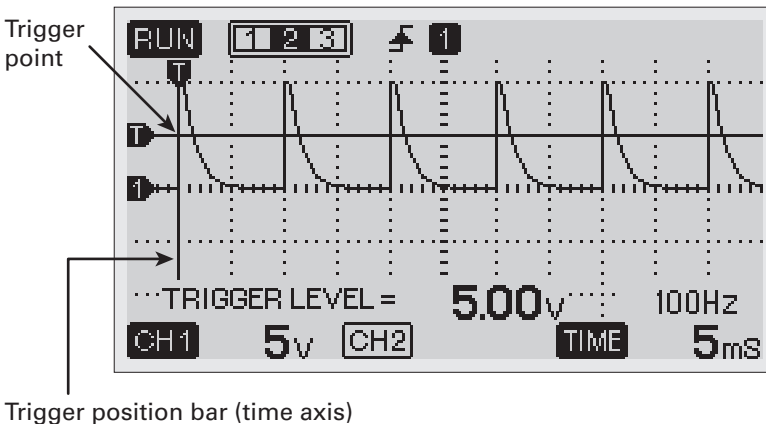 Trigger
point
RUN 1 2 3 1
T
T
1
TRIGGER LEVEL = 5.00V 100Hz
CH1 5V CH2 TIME 5mS
Trigger position bar (time axis)